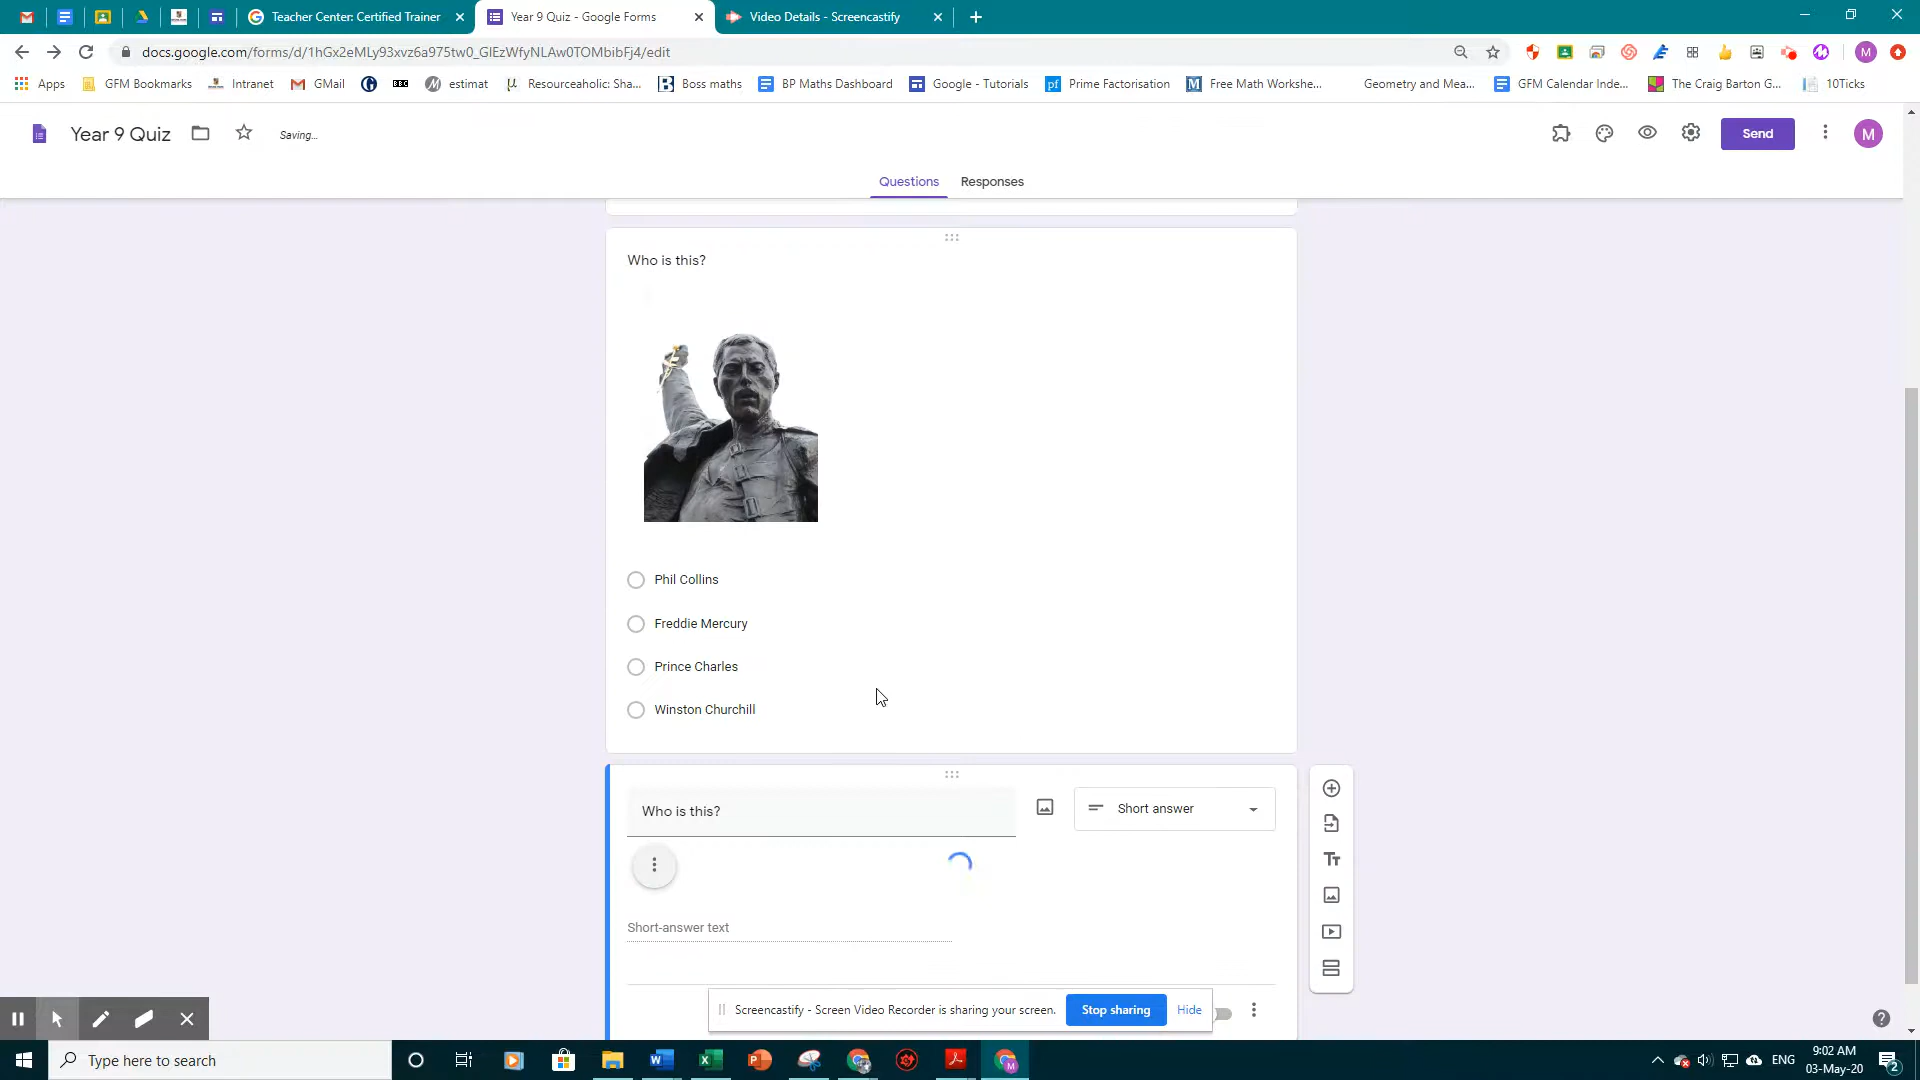 Teacher Center: Certified Trainer
Year 9 Quiz - Google Forms
Video Details - Screencastify
docs.google.com/forms/d/1hGx2eMLy93xvz6a975tw0_GIEzWfyNLAw0TOMbibFj4/edit
M
Apps
GFM Bookmarks
Intranet
GMail
BBC
estimat
Resourceaholic: Sha...
Boss maths
BP Maths Dashboard
Google - Tutorials
pf Prime Factorisation
Free Math Workshe...
Geometry and Mea...
GFM Calendar Inde...
The Craig Barton G...
10Ticks
Year 9 Quiz
Saving...
Send
M
Questions
Responses
Who is this?
Phil Collins
Freddie Mercury
Prince Charles
Winston Churchill
Who is this?
Short answer
Short-answer text
Screencastify - Screen Video Recorder is sharing your screen.
Stop sharing
Hide
Type here to search
ENG
9:02 AM
03-May-20
2